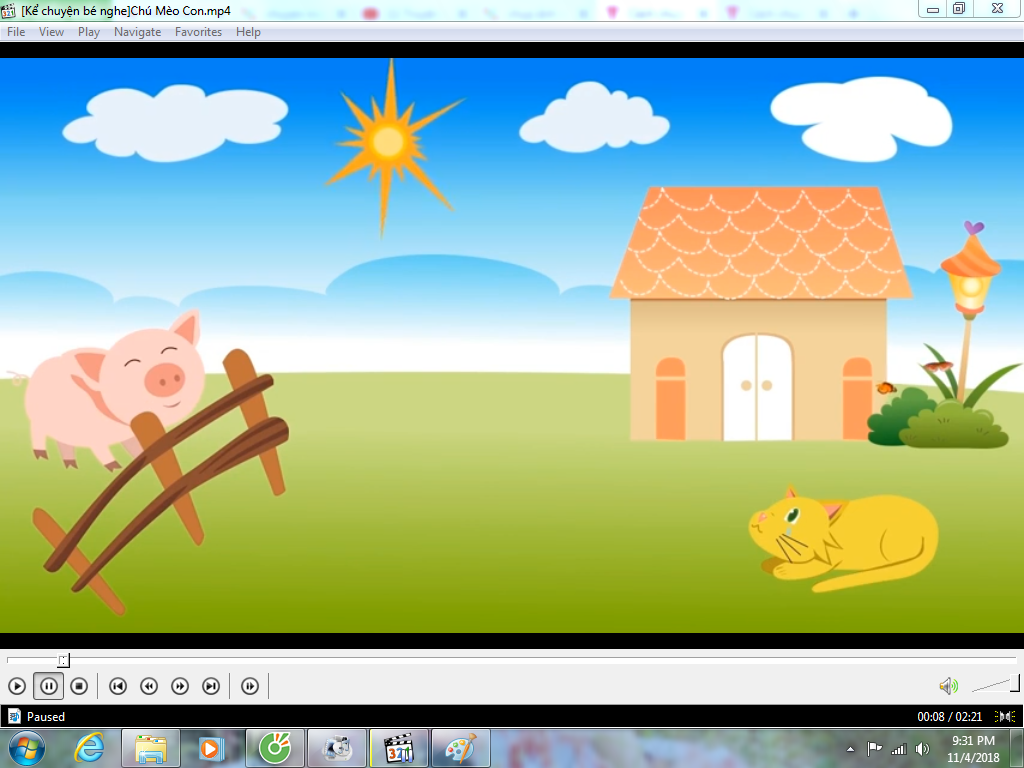 [Kể chuyện bé nghe]Chú Mèo Con.mp4
File View Play Navigate Favorites Help
Paused
00:08 / 02:21
321
9:31 PM
11/4/2018